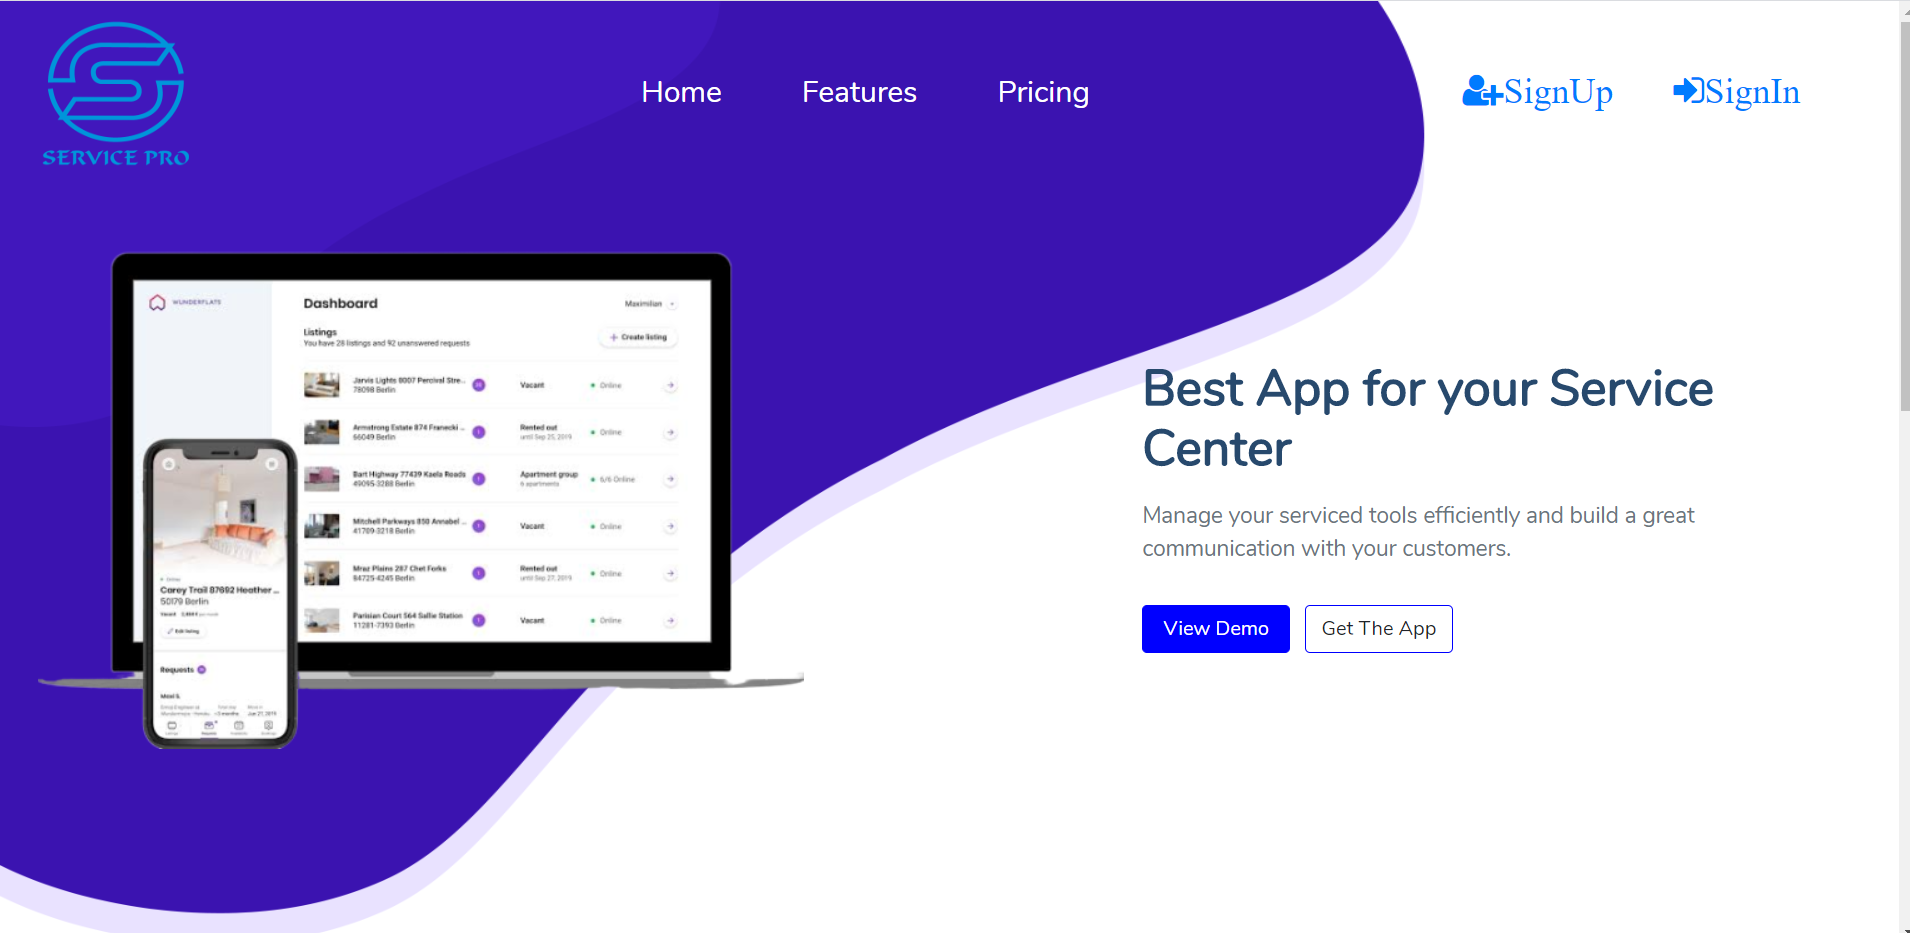 SERVICE PRO
Home
Features
Pricing
SignUp
SignIn
WUNDERFLATS
Dashboard
Maximilian
Listings
You have 28 listings and 92 unanswered requests
Create listing
Jarvis Lights 8007 Percival Stre...
78098 Berlin
Vacant
Online
Armstrong Estate 874 Franecki ...
66049 Berlin
Rented out
until Sep 25, 2019
Online
Bart Highway 77439 Kaela Roads
49095-3288 Berlin
Apartment group
6 apartments
6/6 Online
Mitchell Parkways 850 Annabel ...
41709-3218 Berlin
Vacant
Online
Mraz Plains 287 Chet Forks
84725-4245 Berlin
Rented out
until Sep 27, 2019
Online
Parisian Court 564 Sallie Station
11281-7393 Berlin
Vacant
Online
Online
Carey Trail 87692 Heather ...
50179 Berlin
Vacant
Edit listing
Requests
Best App for your Service
Center
Manage your serviced tools efficiently and build a great
communication with your customers.
View Demo
Get The App